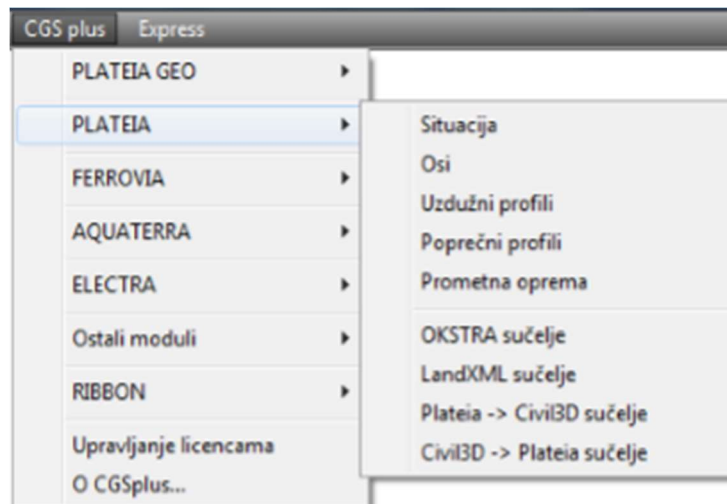 CGS plus Express
PLATEIA GEO
PLATEIA
FERROVIA
AQUATERRA
ELECTRA
Ostali moduli
RIBBON
Upravljanje licencama
O CGSplus...
Situacija
Osi
Uzdužni profili
Poprečni profili
Prometna oprema
OKSTRA sučelje
LandXML sučelje
Plateia -> Civil3D sučelje
Civil3D -> Plateia sučelje